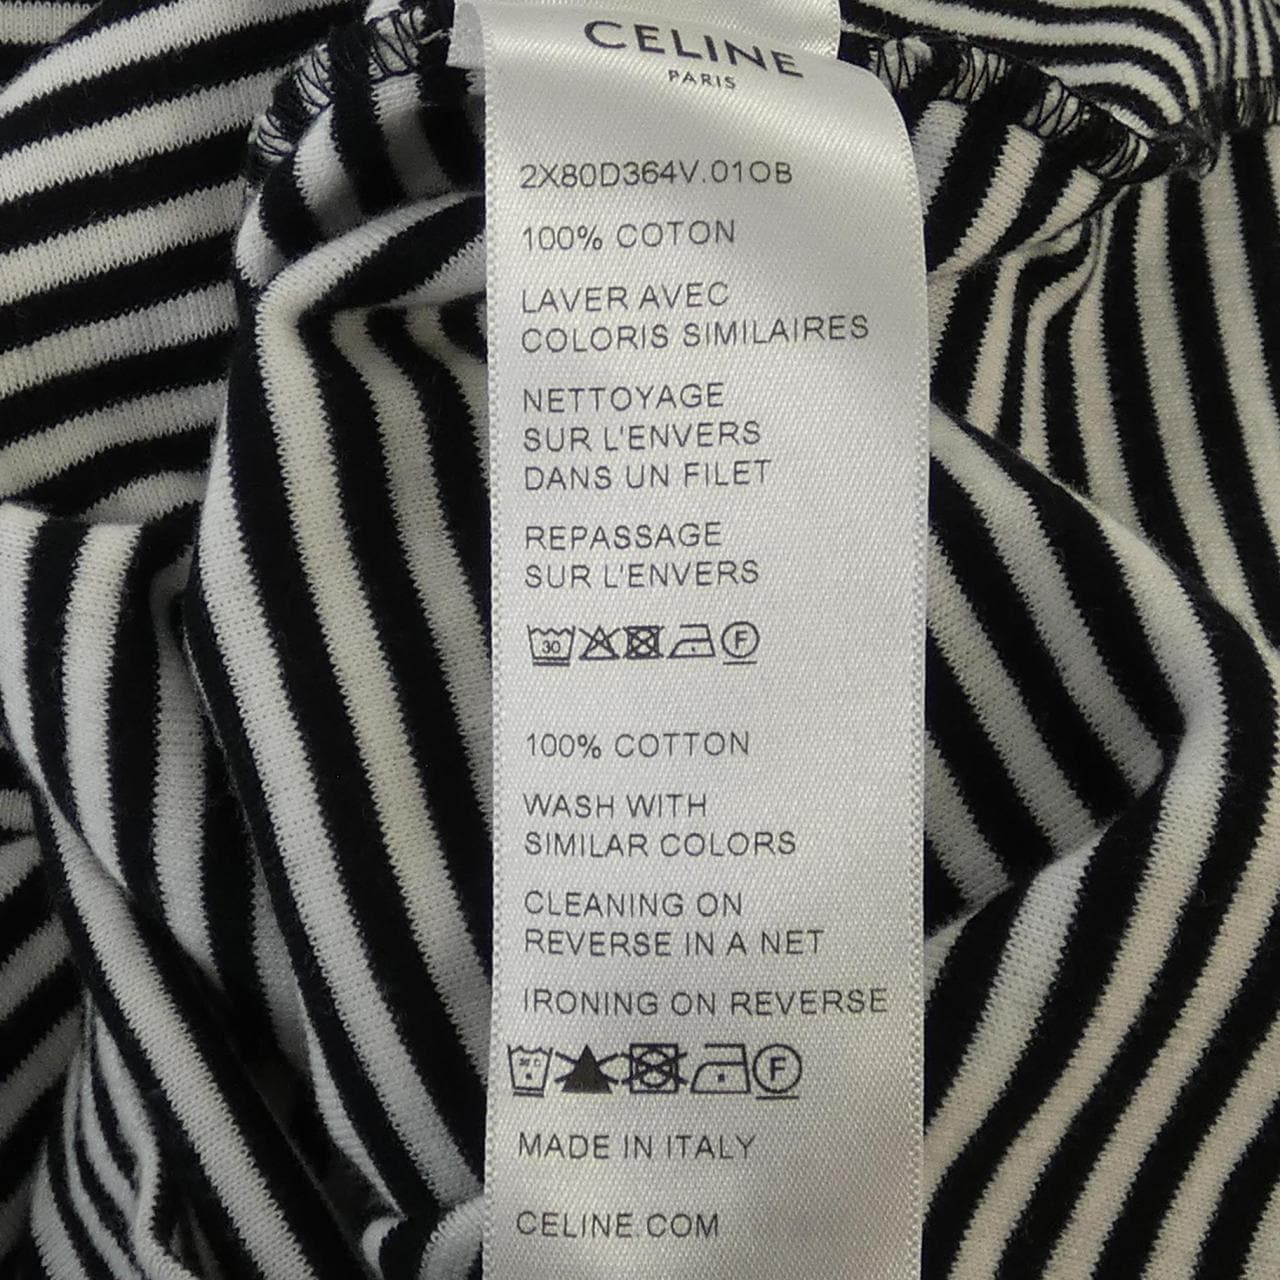 CELINE
PARIS
2X80D364V.01OB
100% COTON
LAVER AVEC
COLORIS SIMILAIRES
NETTOYAGE
SUR L'ENVERS
DANS UN FILET
REPASSAGE
SUR L'ENVERS
30 F
100% COTTON
WASH WITH
SIMILAR COLORS
CLEANING ON
REVERSE IN A NET
IRONING ON REVERSE
F
MADE IN ITALY
CELINE.COM